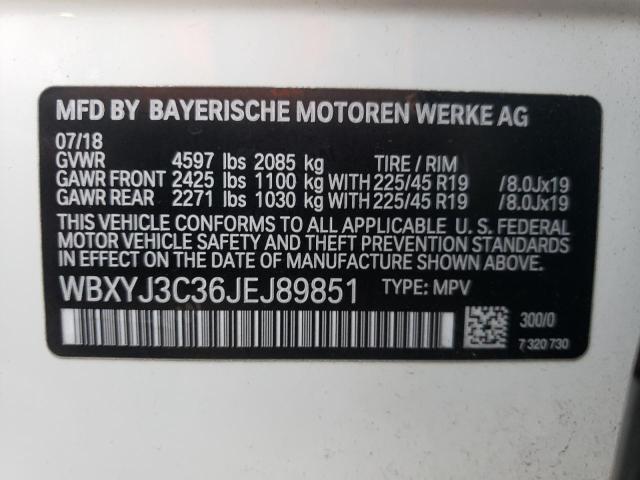 MFD BY BAYERISCHE MOTOREN WERKE AG
07/18
GVWR 4597 lbs 2085 kg TIRE / RIM
GAWR FRONT 2425 lbs 1100 kg WITH 225/45 R19 /8.0Jx19
GAWR REAR 2271 lbs 1030 kg WITH 225/45 R19 /8.0Jx19
THIS VEHICLE CONFORMS TO ALL APPLICABLE U. S. FEDERAL
MOTOR VEHICLE SAFETY AND THEFT PREVENTION STANDARDS
IN EFFECT ON THE DATE OF MANUFACTURE SHOWN ABOVE.
WBXYJ3C36JEJ89851 TYPE: MPV
300/0
7 320 730